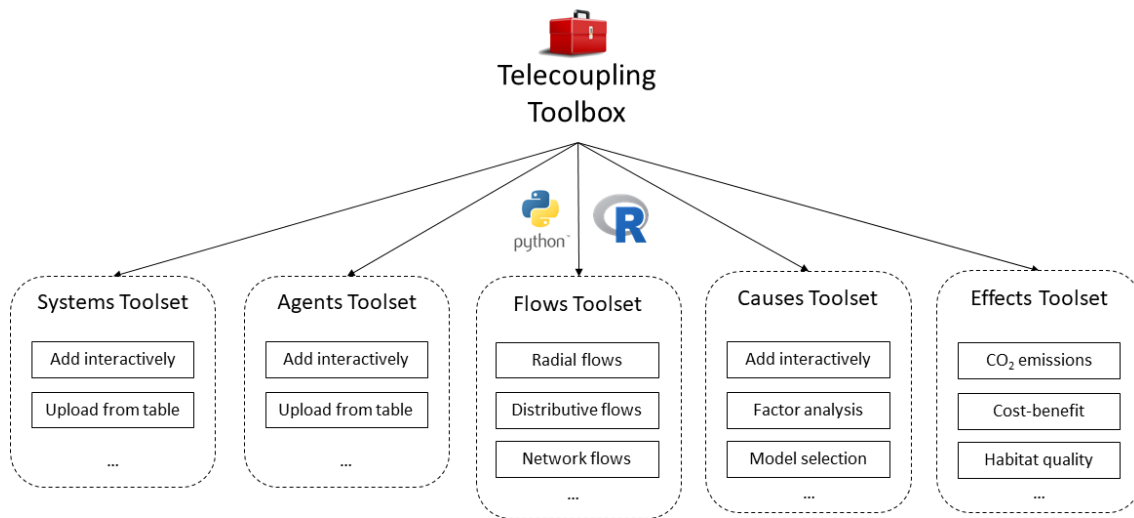 Telecoupling
Toolbox
python™
R
Systems Toolset
Add interactively
Upload from table
...
Agents Toolset
Add interactively
Upload from table
...
Flows Toolset
Radial flows
Distributive flows
Network flows
...
Causes Toolset
Add interactively
Factor analysis
Model selection
...
Effects Toolset
CO₂ emissions
Cost-benefit
Habitat quality
...